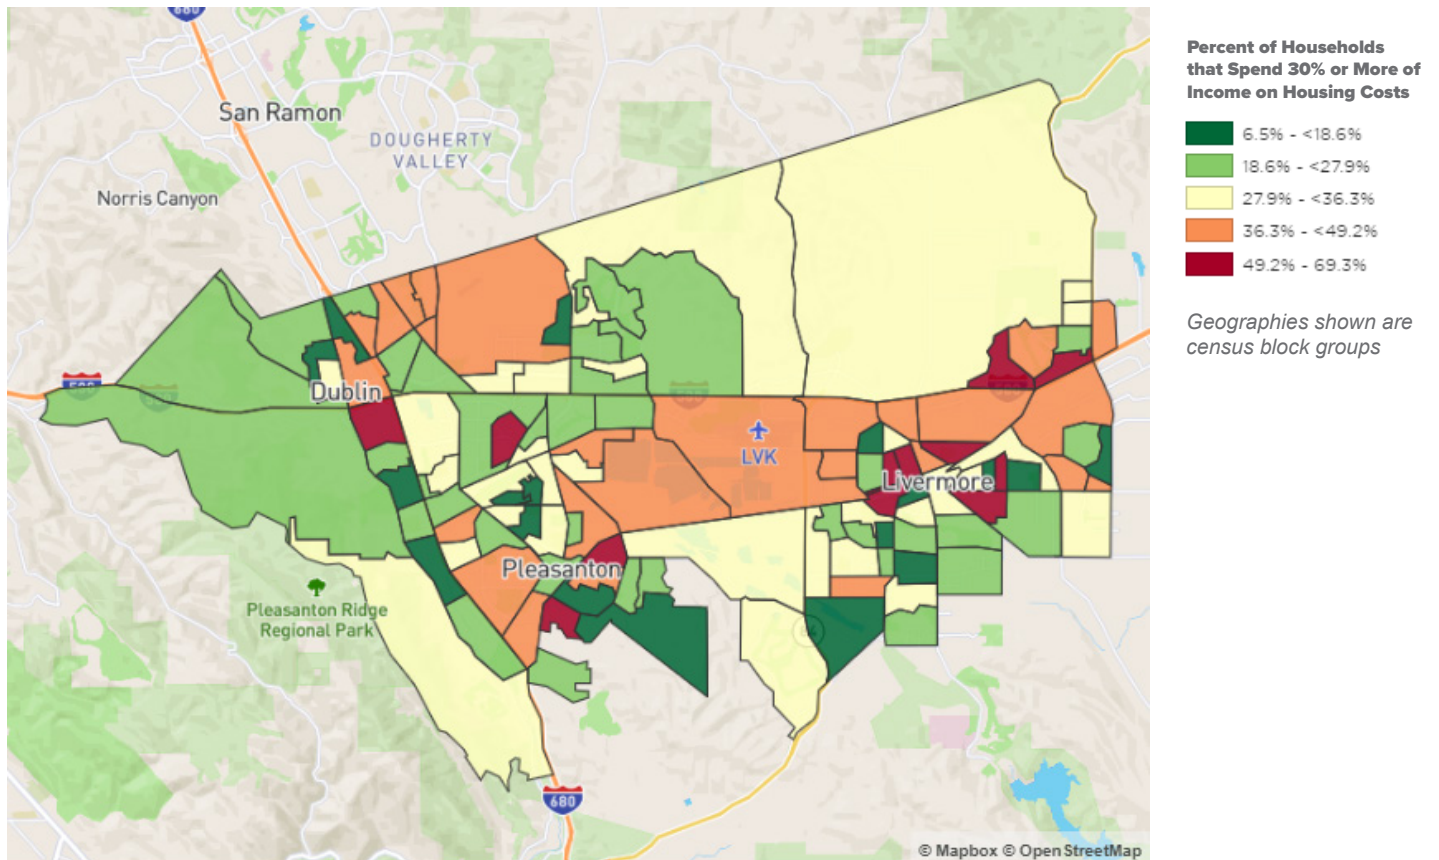 680
San Ramon
DOUGHERTY
VALLEY
Norris Canyon
580
Dublin
LVK
Livermore
Pleasanton
Pleasanton Ridge
Regional Park
84
680
© Mapbox © OpenStreetMap
Percent of Households
that Spend 30% or More of
Income on Housing Costs
6.5% - <18.6%
18.6% - <27.9%
27.9% - <36.3%
36.3% - <49.2%
49.2% - 69.3%
Geographies shown are
census block groups